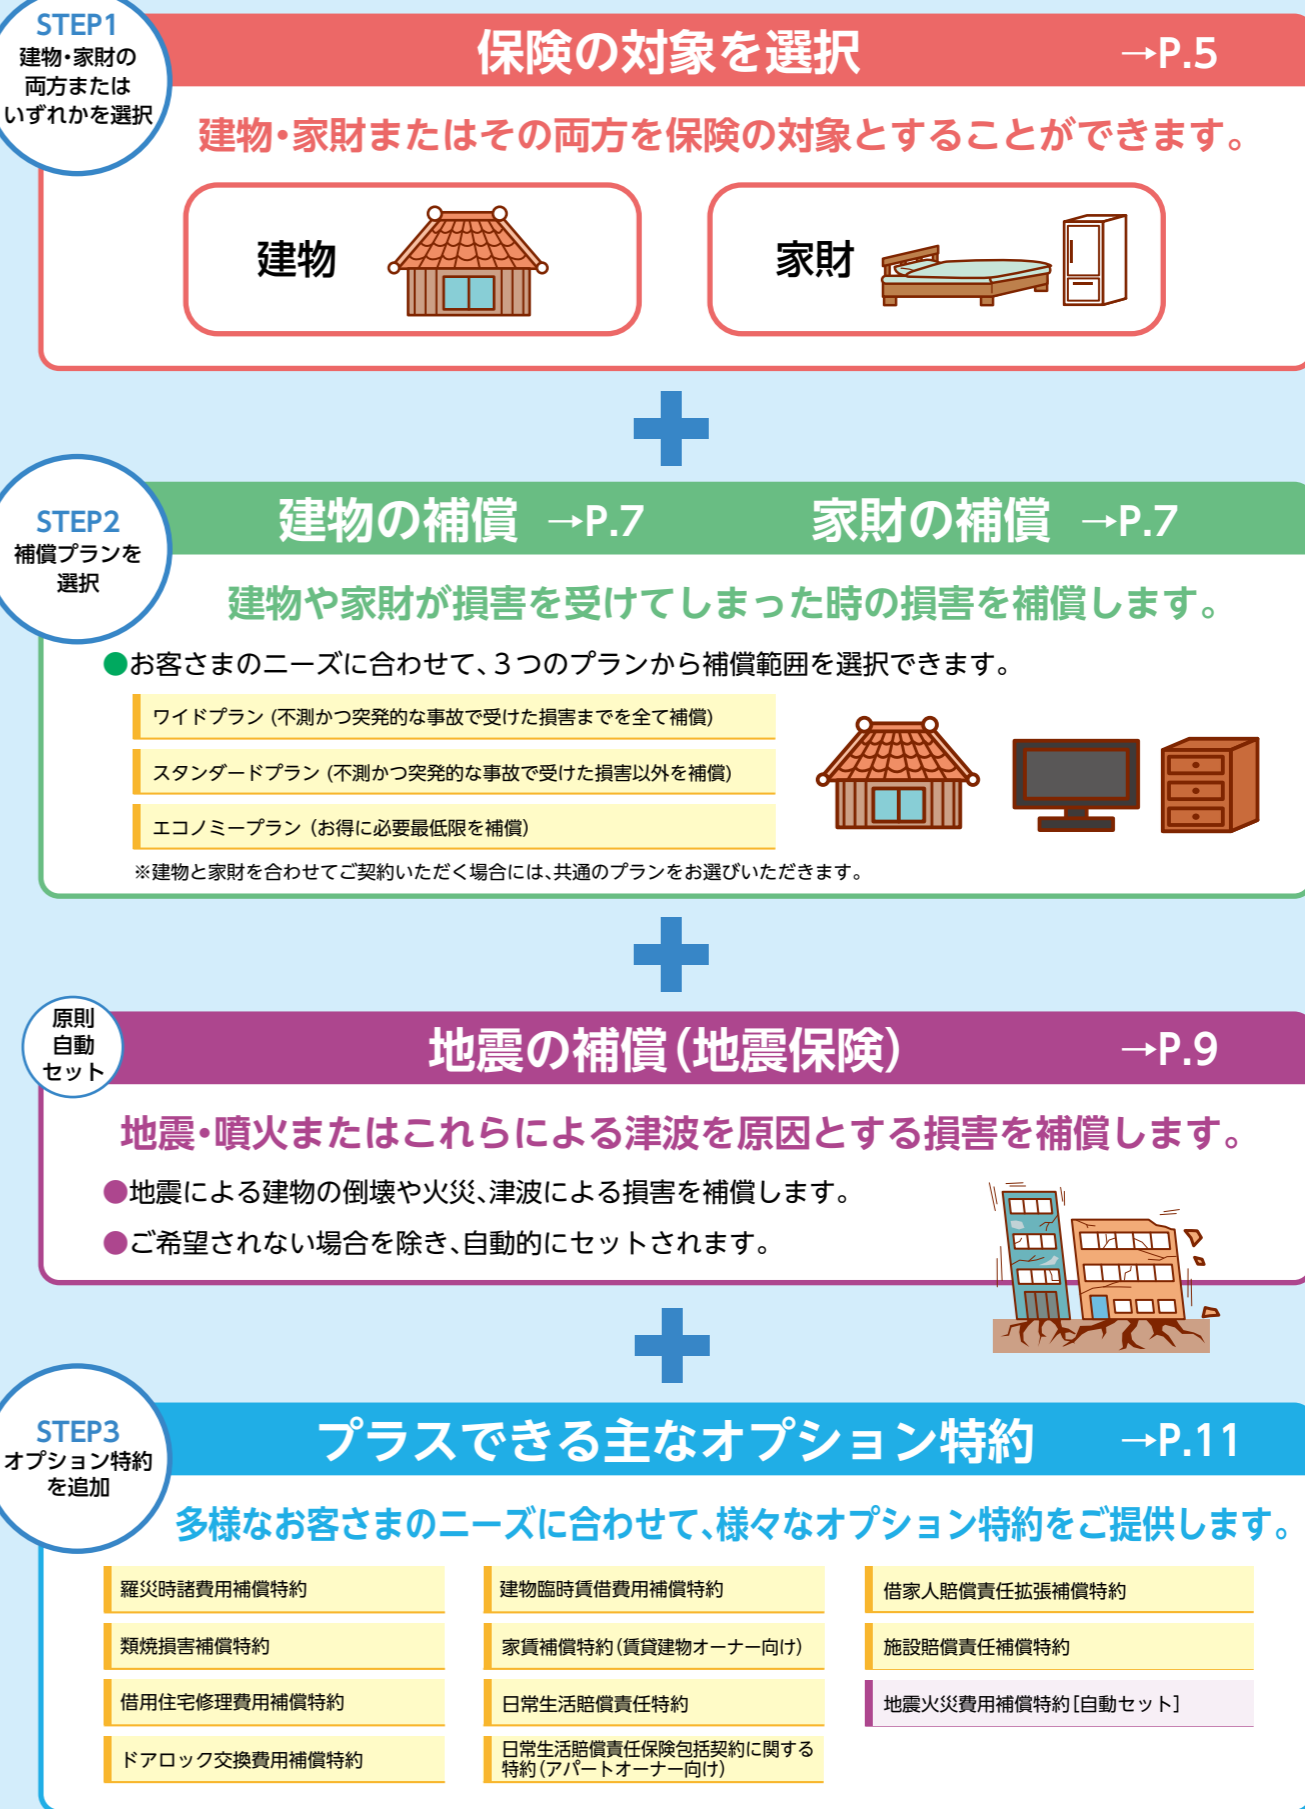 STEP1
建物・家財の
両方または
いずれかを選択
保険の対象を選択 →P.5
建物・家財またはその両方を保険の対象とすることができます。
建物
家財
STEP2
補償プランを
選択
建物の補償 →P.7 家財の補償 →P.7
建物や家財が損害を受けてしまった時の損害を補償します。
●お客さまのニーズに合わせて、3つのプランから補償範囲を選択できます。
ワイドプラン(不測かつ突発的な事故で受けた損害までを全て補償)
スタンダードプラン(不測かつ突発的な事故で受けた損害以外を補償)
エコノミープラン(お得に必要最低限を補償)
※建物と家財を合わせてご契約いただく場合には、共通のプランをお選びいただきます。
原則
自動
セット
地震の補償(地震保険) →P.9
地震・噴火またはこれらによる津波を原因とする損害を補償します。
●地震による建物の倒壊や火災、津波による損害を補償します。
●ご希望されない場合を除き、自動的にセットされます。
STEP3
オプション特約
を追加
プラスできる主なオプション特約 →P.11
多様なお客さまのニーズに合わせて、様々なオプション特約をご提供します。
罹災時諸費用補償特約
類焼損害補償特約
借用住宅修理費用補償特約
ドアロック交換費用補償特約
建物臨時賃借費用補償特約
家賃補償特約(賃貸建物オーナー向け)
日常生活賠償責任特約
日常生活賠償責任保険包括契約に関する
特約(アパートオーナー向け)
借家人賠償責任拡張補償特約
施設賠償責任補償特約
地震火災費用補償特約[自動セット]